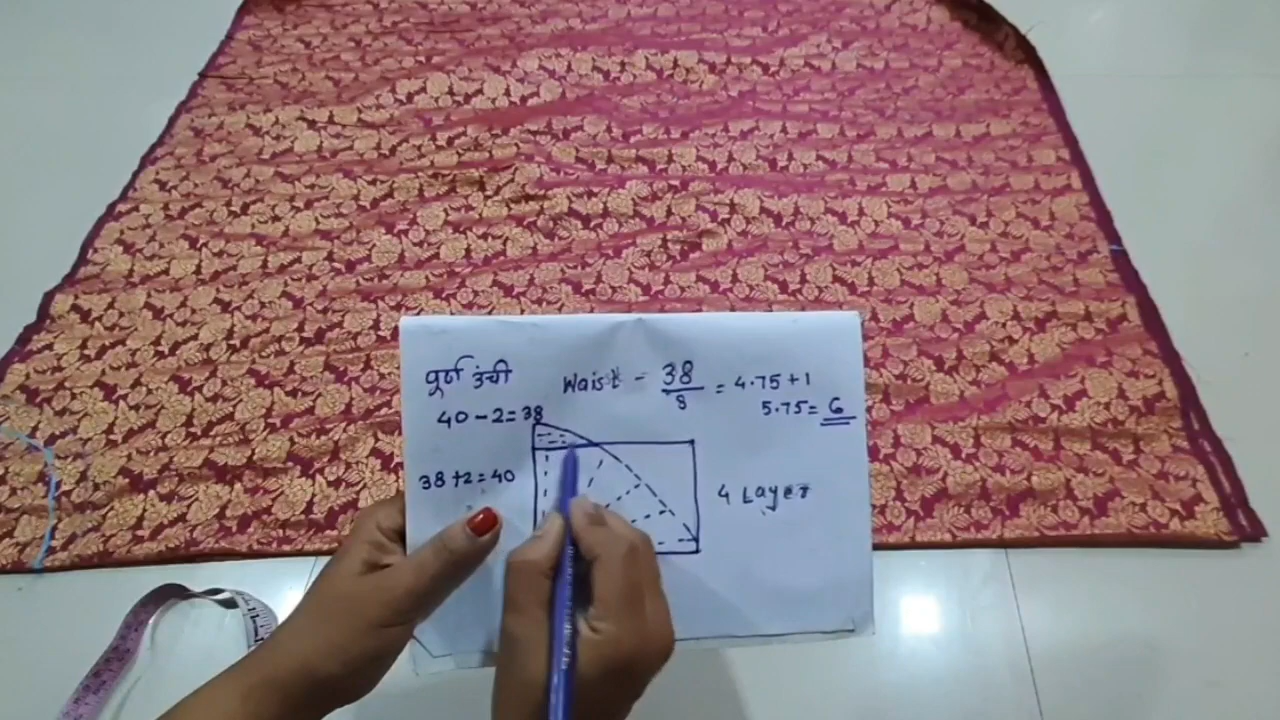 पूर्ण उंची
Waist - 38/8 = 4.75+1
5.75= 6
40-2=38
38+2=40
4 Layer